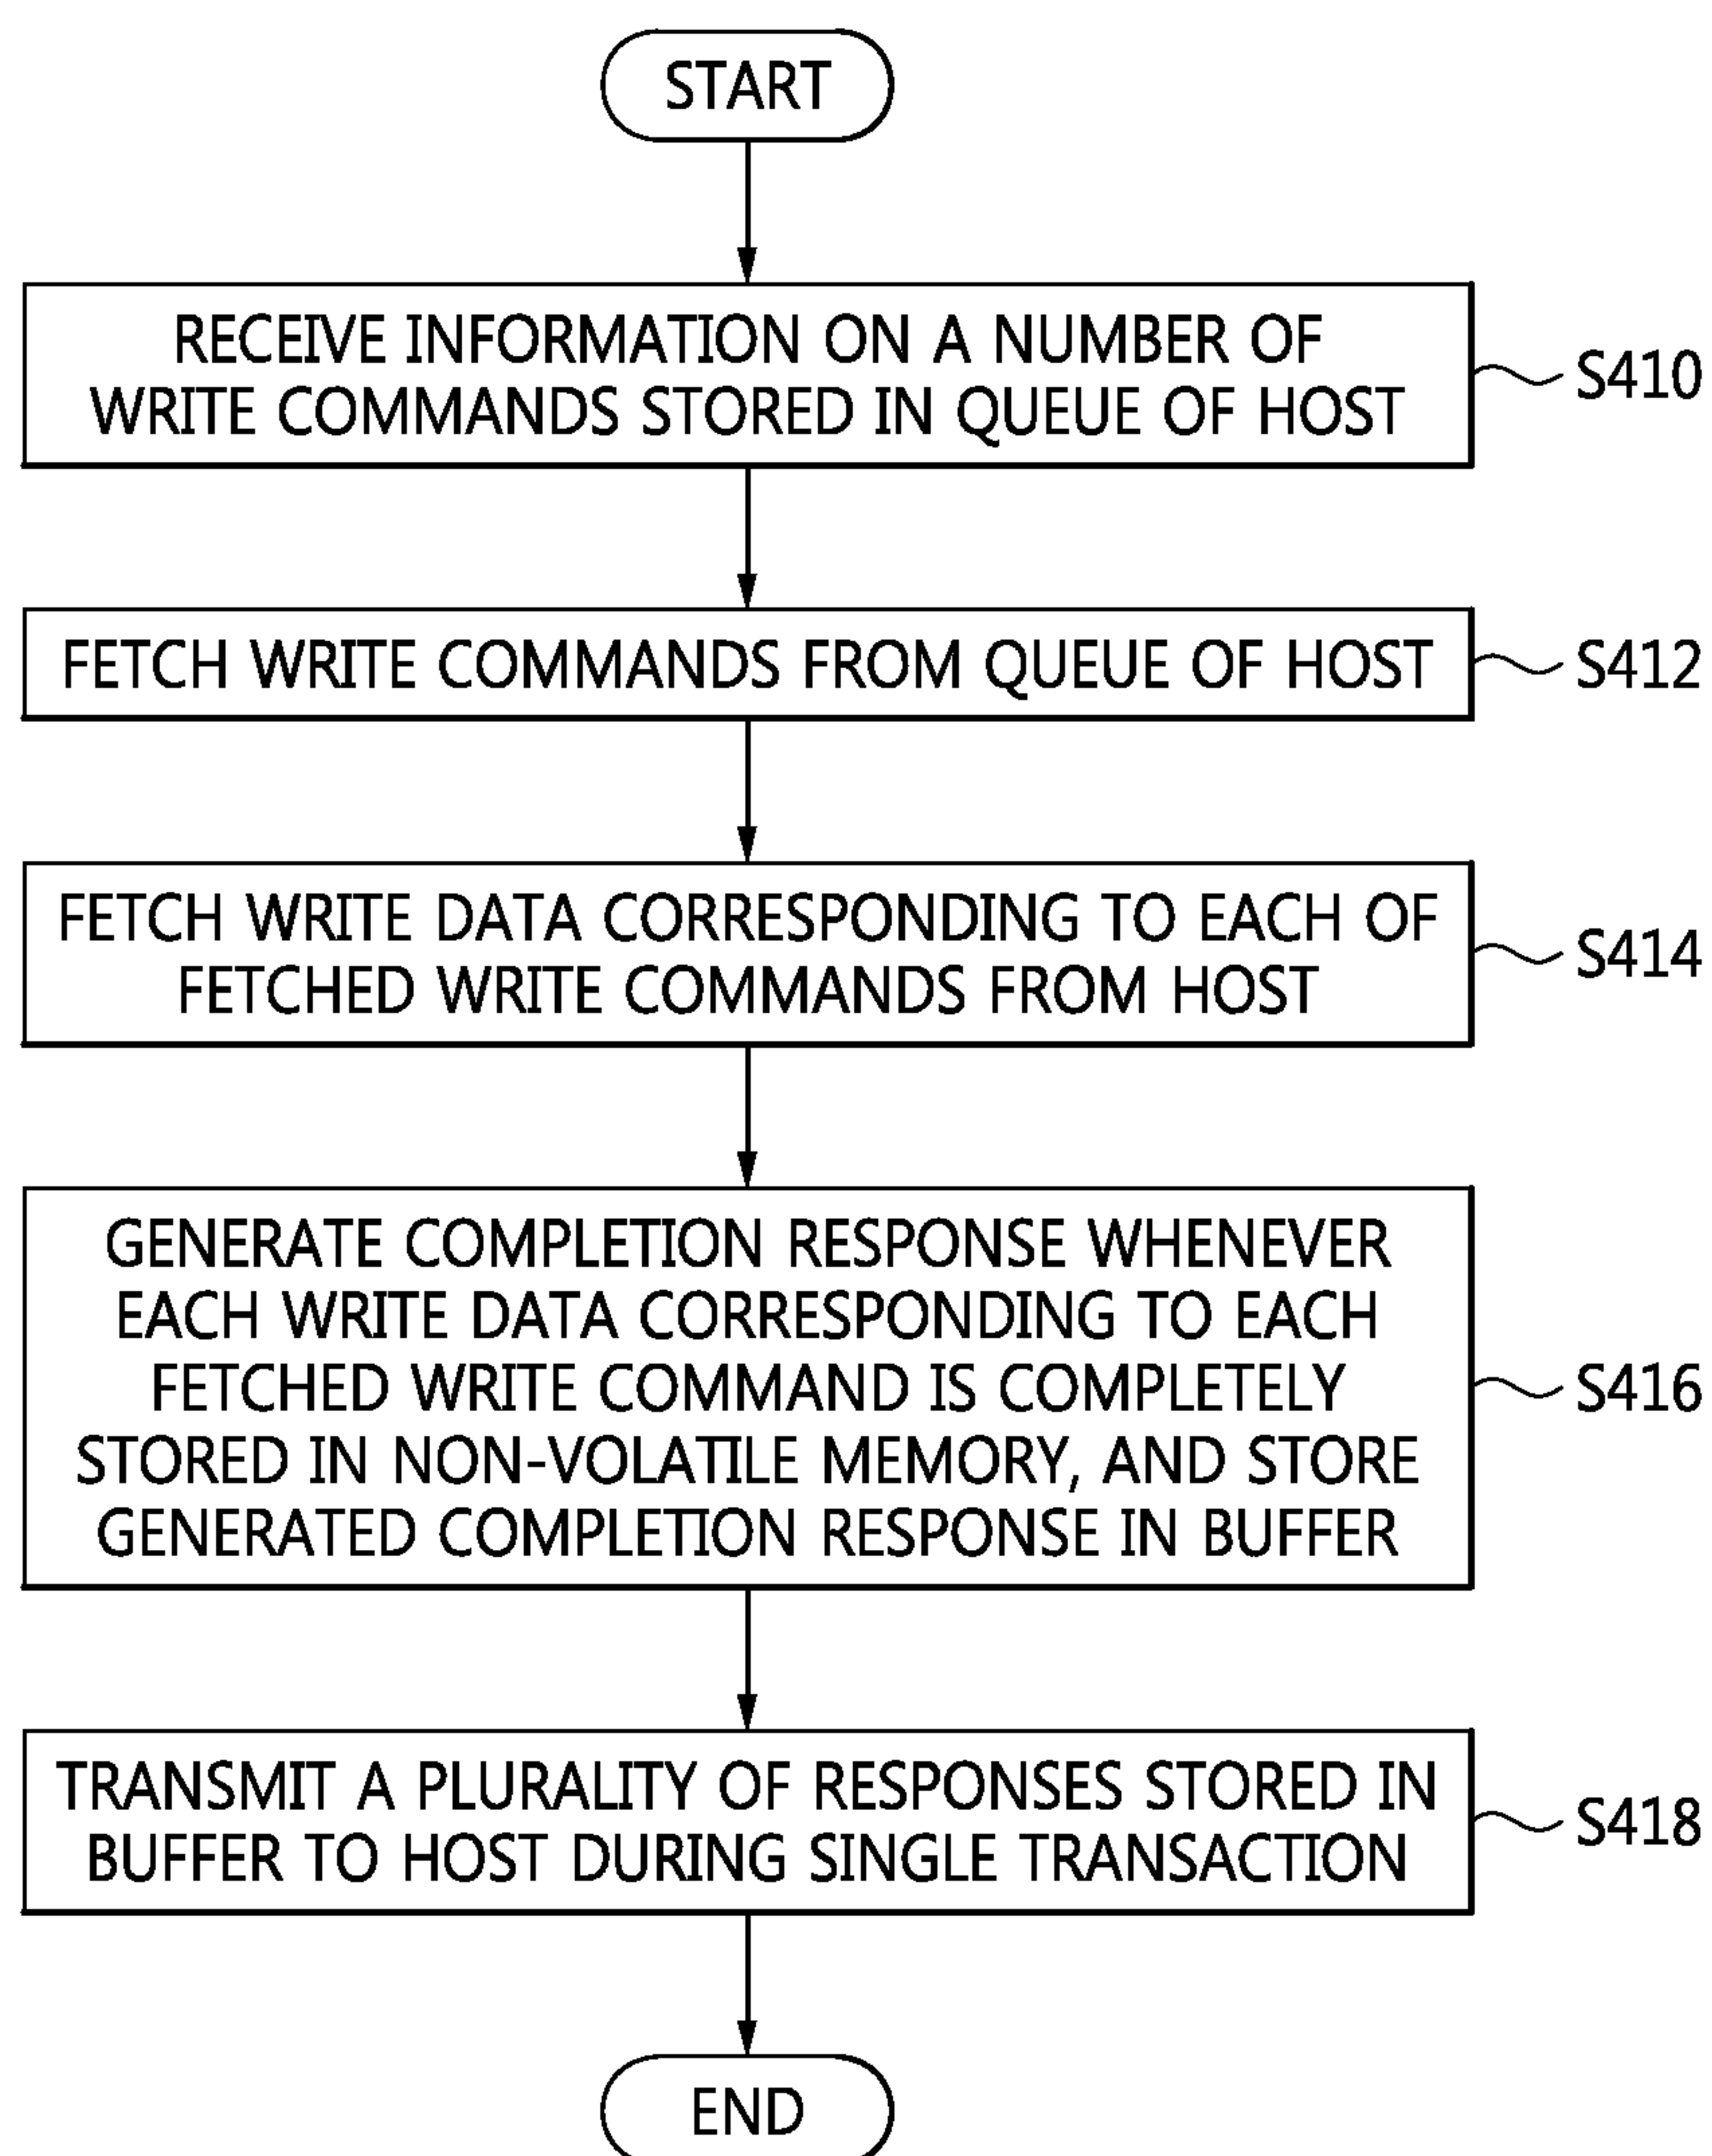 START
RECEIVE INFORMATION ON A NUMBER OF
WRITE COMMANDS STORED IN QUEUE OF HOST
S410
FETCH WRITE COMMANDS FROM QUEUE OF HOST
S412
FETCH WRITE DATA CORRESPONDING TO EACH OF
FETCHED WRITE COMMANDS FROM HOST
S414
GENERATE COMPLETION RESPONSE WHENEVER
EACH WRITE DATA CORRESPONDING TO EACH
FETCHED WRITE COMMAND IS COMPLETELY
STORED IN NON-VOLATILE MEMORY, AND STORE
GENERATED COMPLETION RESPONSE IN BUFFER
S416
TRANSMIT A PLURALITY OF RESPONSES STORED IN
BUFFER TO HOST DURING SINGLE TRANSACTION
S418
END